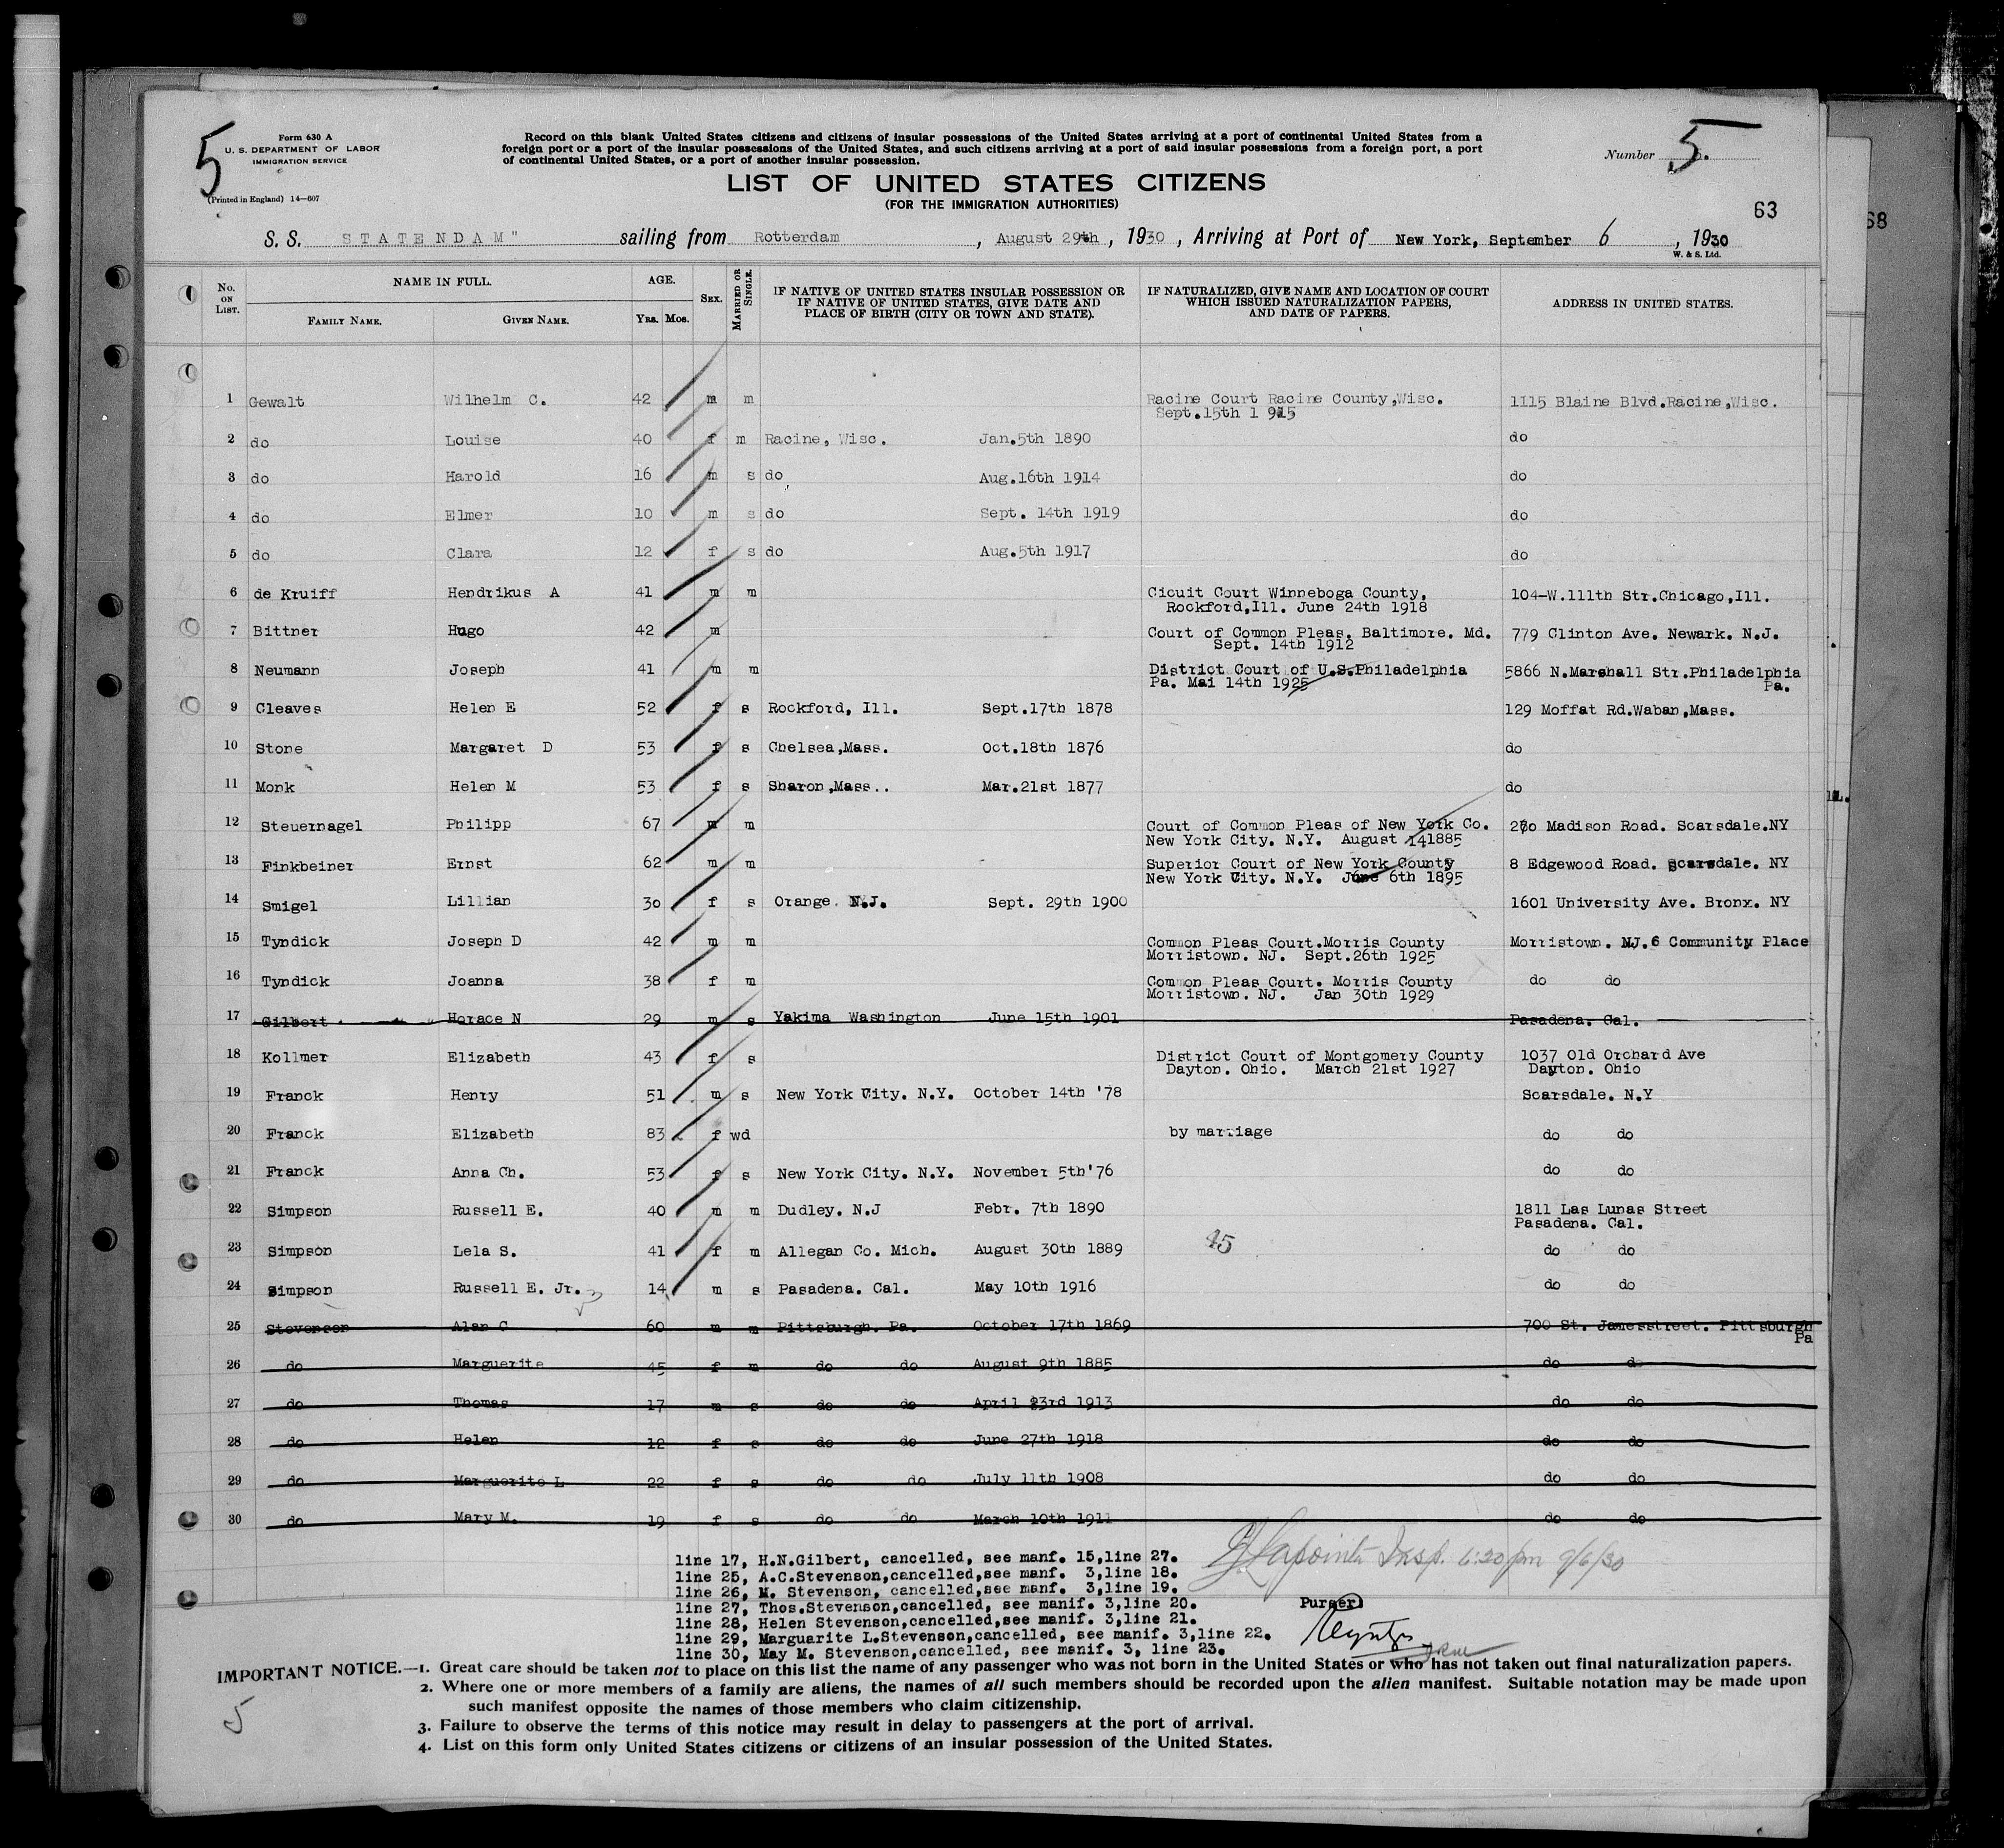 5
Form 630 A
U. S. DEPARTMENT OF LABOR
IMMIGRATION SERVICE
(Printed in England) 14—607
Record on this blank United States citizens and citizens of insular possessions of the United States arriving at a port of continental United States from a
foreign port or a port of the insular possessions of the United States, and such citizens arriving at a port of said insular possessions from a foreign port, a port
of continental United States, or a port of another insular possession.
Number 5.
LIST OF UNITED STATES CITIZENS
(FOR THE IMMIGRATION AUTHORITIES)
63
68
S. S. STATENDAM" sailing from Rotterdam, August 29th, 1930, Arriving at Port of New York, September 6, 1930
W. & S. Ltd.
No. ON LIST. NAME IN FULL. AGE. SEX. MARRIED OR SINGLE. IF NATIVE OF UNITED STATES INSULAR POSSESSION OR IF NATIVE OF UNITED STATES, GIVE DATE AND PLACE OF BIRTH (CITY OR TOWN AND STATE). IF NATURALIZED, GIVE NAME AND LOCATION OF COURT WHICH ISSUED NATURALIZATION PAPERS, AND DATE OF PAPERS. ADDRESS IN UNITED STATES.
FAMILY NAME. GIVEN NAME. YRS. MOS.
1 Gewalt Wilhelm C. 42 m m Racine Court Racine County,Wisc. 1115 Blaine Blvd.Racine,Wisc.
Sept.15th 1 915
2 do Louise 40 f m Racine, Wisc. Jan.5th 1890 do
3 do Harold 16 m s do Aug.16th 1914 do
4 do Elmer 10 m s do Sept. 14th 1919 do
5 do Clara 12 f s do Aug.5th 1917 do
6 de Kruiff Hendrikus A 41 m m Cicuit Court Winneboga County, 104-W.111th Str.Chicago,Ill.
Rockford,Ill. June 24th 1918
7 Bittner Hugo 42 m Court of Common Pleas. Baltimore. Md. 779 Clinton Ave. Newark. N.J.
Sept. 14th 1912
8 Neumann Joseph 41 m m District Court of U.S.Philadelphia 5866 N.Marshall Str.Philadelphia
Pa. Mai 14th 1925 Pa.
9 Cleaves Helen E 52 f s Rockford, Ill. Sept.17th 1878 129 Moffat Rd.Waban,Mass.
10 Stone Margaret D 53 f s Chelsea,Mass. Oct.18th 1876 do
11 Monk Helen M 53 f s Sharon,Mass.. Mar.21st 1877 do
12 Steuernagel Philipp 67 m m Court of Common Pleas of New York Co. 270 Madison Road. Scarsdale.NY
New York City. N.Y. August 141885
13 Finkbeiner Ernst 62 m m Superior Court of New York County 8 Edgewood Road. Scarsdale. NY
New York City. N.Y. June 6th 1895
14 Smigel Lillian 30 f s Orange. N.J. Sept. 29th 1900 1601 University Ave. Bronx. NY
15 Tyndick Joseph D 42 m m Common Pleas Court.Morris County Morristown. NJ.6 Community Place
Morristown. NJ. Sept.26th 1925
16 Tyndick Joanna 38 f m Common Pleas Court. Morris County do do
Morristown. NJ. Jan 30th 1929
17 Gilbert Horace N 29 m s Yakima Washington June 15th 1901 Pasadena. Cal.
18 Kollmer Elizabeth 43 f s District Court of Montgomery County 1037 Old Orchard Ave
Dayton. Ohio. March 21st 1927 Dayton. Ohio
19 Franck Henry 51 m s New York City. N.Y. October 14th '78 Scarsdale. N.Y
20 Franck Elizabeth 83 f wd by marriage do do
21 Franck Anna Ch. 53 f s New York City. N.Y. November 5th'76 do do
22 Simpson Russell E. 40 m m Dudley. N.J Febr. 7th 1890 1811 Las Lunas Street
Pasadena. Cal.
23 Simpson Lela S. 41 f m Allegan Co. Mich. August 30th 1889 45 do do
24 Simpson Russell E. Jr. 14 m s Pasadena. Cal. May 10th 1916 do do
25 Stevenson Alan C 60 m m Pittsburgh. Pa. October 17th 1869 700 St. Jamesstreet. Pittsburgh
Pa
26 do Marguerite 45 f m do do August 9th 1885 do do
27 do Thomas 17 m s do do April 23rd 1913 do do
28 do Helen 12 f s do do June 27th 1918 do do
29 do Marguerite L 22 f s do do July 11th 1908 do do
30 do Mary M. 19 f s do do March 10th 1911 do do
line 17, H.N.Gilbert, cancelled, see manf. 15,line 27.
line 25, A.C.Stevenson,cancelled,see manf. 3,line 18.
line 26, M. Stevenson, cancelled,see manf. 3,line 19.
line 27, Thos.Stevenson,cancelled, see manif. 3,line 20.
line 28, Helen Stevenson,cancelled,see manif. 3,line 21.
line 29, Marguarite L.Stevenson,cancelled, see manif. 3,line 22.
line 30, May M. Stevenson,cancelled, see manif. 3, line 23.
Lapointe Insp. 6:20 pm 9/6/30
Purser
IMPORTANT NOTICE.—1. Great care should be taken not to place on this list the name of any passenger who was not born in the United States or who has not taken out final naturalization papers.
2. Where one or more members of a family are aliens, the names of all such members should be recorded upon the alien manifest. Suitable notation may be made upon
such manifest opposite the names of those members who claim citizenship.
3. Failure to observe the terms of this notice may result in delay to passengers at the port of arrival.
4. List on this form only United States citizens or citizens of an insular possession of the United States.
5